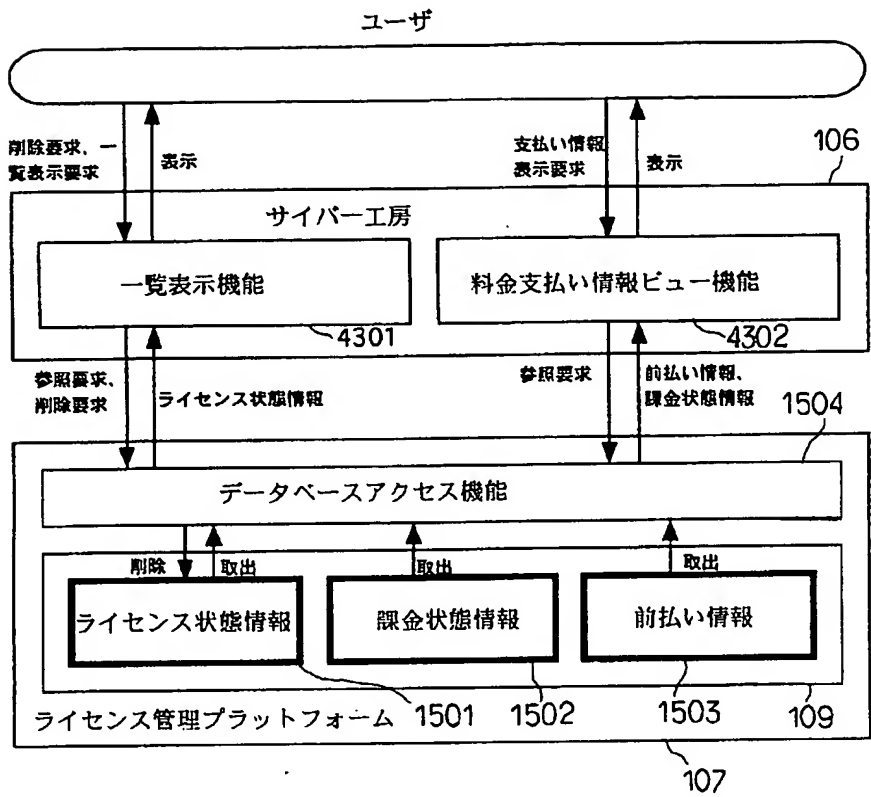 ユーザ
削除要求、一
覧表示要求
表示
支払い情報
表示要求
表示
106
サイバー工房
一覧表示機能
4301
料金支払い情報ビュー機能
4302
参照要求、
削除要求
ライセンス状態情報
参照要求
前払い情報、
課金状態情報
1504
データベースアクセス機能
削除
取出
取出
取出
ライセンス状態情報
課金状態情報
前払い情報
ライセンス管理プラットフォーム
1501
1502
1503
109
107